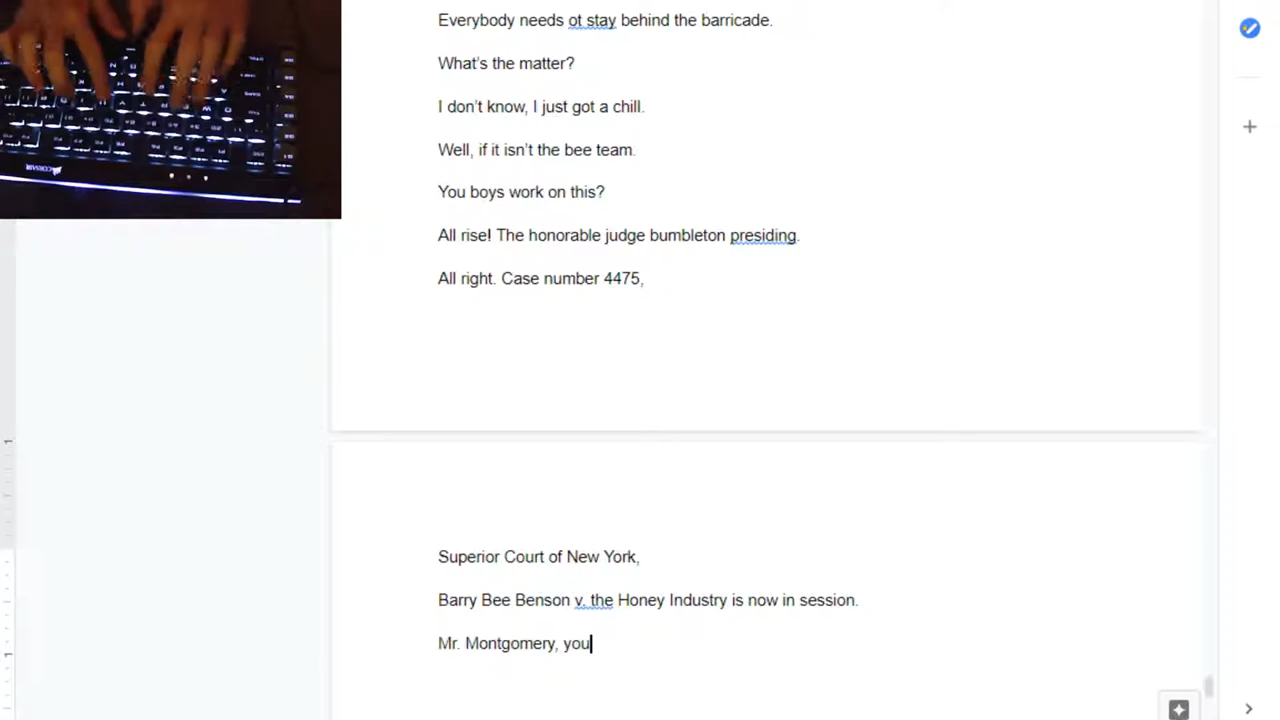 Everybody needs ot stay behind the barricade.
What's the matter?
I don't know, I just got a chill.
Well, if it isn't the bee team.
You boys work on this?
All rise! The honorable judge bumbleton presiding.
All right. Case number 4475,
Superior Court of New York,
Barry Bee Benson v. the Honey Industry is now in session.
Mr. Montgomery, you